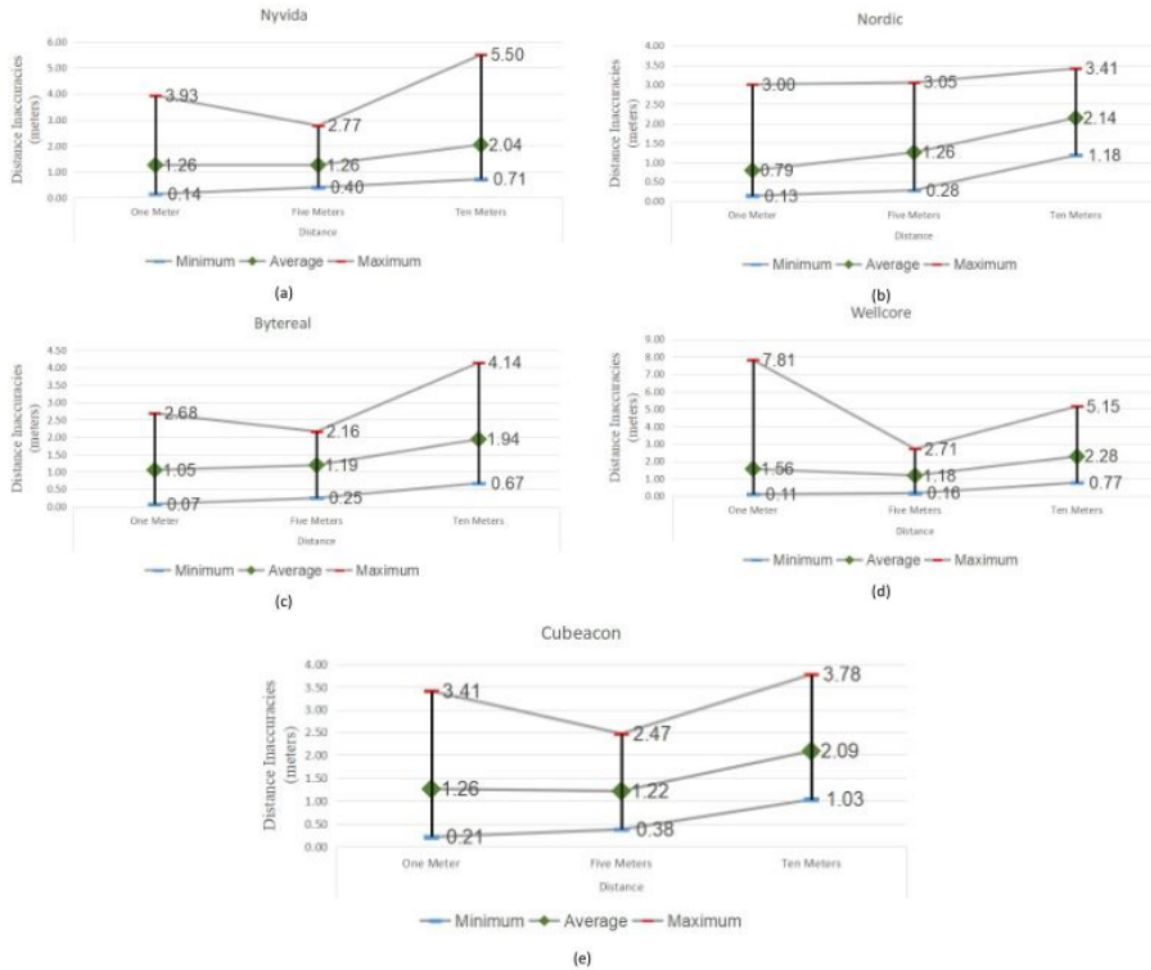 Nyvida
Distance Inaccuracies
(meters)
6.00
5.00
4.00
3.00
2.00
1.00
0.00
3.93
2.77
5.50
1.26
1.26
2.04
0.14
0.40
0.71
One Meter
Five Meters
Ten Meters
Distance
Minimum
Average
Maximum
(a)
Nordic
Distance Inaccuracies
(meters)
4.00
3.50
3.00
2.50
2.00
1.50
1.00
0.50
0.00
3.00
3.05
3.41
0.79
1.26
2.14
0.13
0.28
1.18
One Meter
Five Meters
Ten Meters
Distance
Minimum
Average
Maximum
(b)
Bytereal
Distance Inaccuracies
(meters)
4.50
4.00
3.50
3.00
2.50
2.00
1.50
1.00
0.50
0.00
2.68
2.16
4.14
1.05
1.19
1.94
0.07
0.25
0.67
One Meter
Five Meters
Ten Meters
Distance
Minimum
Average
Maximum
(c)
Wellcore
Distance Inaccuracies
(meters)
9.00
8.00
7.00
6.00
5.00
4.00
3.00
2.00
1.00
0.00
7.81
2.71
5.15
1.56
1.18
2.28
0.11
0.16
0.77
One Meter
Five Meters
Ten Meters
Distance
Minimum
Average
Maximum
(d)
Cubeacon
Distance Inaccuracies
(meters)
4.00
3.50
3.00
2.50
2.00
1.50
1.00
0.50
0.00
3.41
2.47
3.78
1.26
1.22
2.09
0.21
0.38
1.03
One Meter
Five Meters
Ten Meters
Distance
Minimum
Average
Maximum
(e)